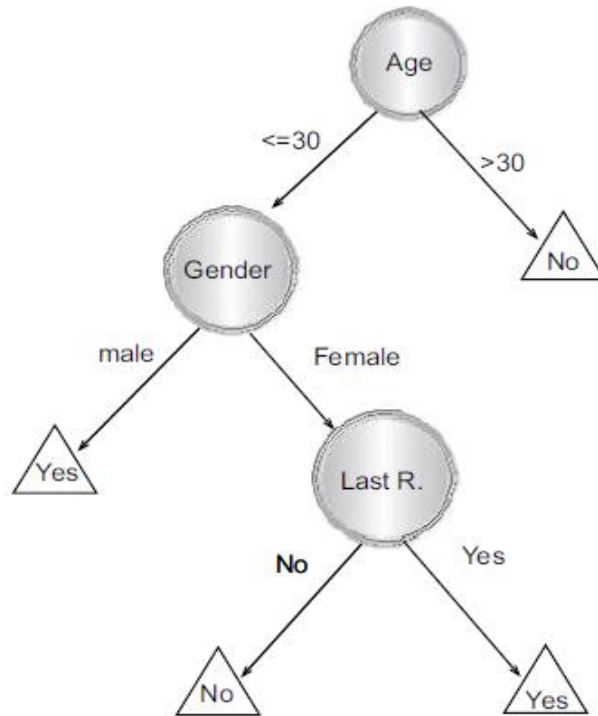 Age
<=30
>30
Gender
No
male
Female
Yes
Last R.
No
Yes
No
Yes